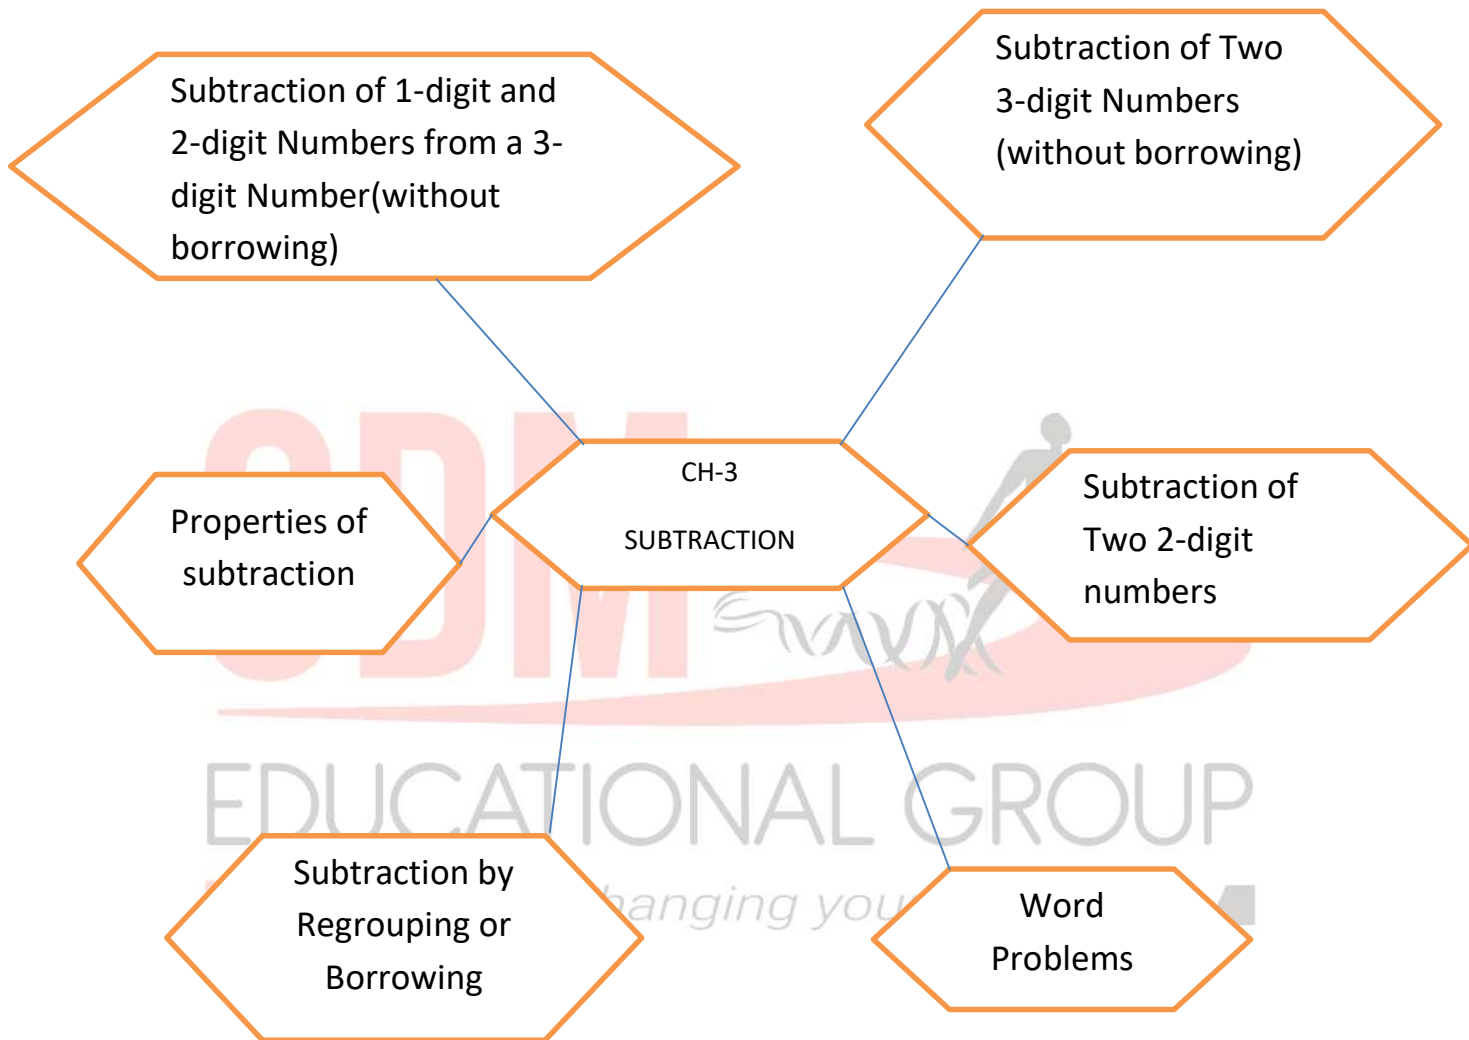 Subtraction of 1-digit and
2-digit Numbers from a 3-
digit Number(without
borrowing)
Subtraction of Two
3-digit Numbers
(without borrowing)
CH-3
SUBTRACTION
Properties of
subtraction
Subtraction of
Two 2-digit
numbers
EDUCATIONAL GROUP
Subtraction by
Regrouping or
Borrowing
Word
Problems